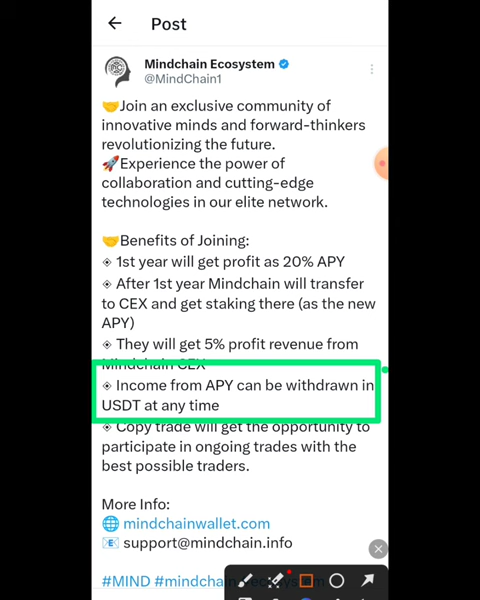 Post
Mindchain Ecosystem
@MindChain1
🤝Join an exclusive community of
innovative minds and forward-thinkers
revolutionizing the future.
🚀Experience the power of
collaboration and cutting-edge
technologies in our elite network.
🤝Benefits of Joining:
◈ 1st year will get profit as 20% APY
◈ After 1st year Mindchain will transfer
to CEX and get staking there (as the new
APY)
◈ They will get 5% profit revenue from
Mindchain CEX
◈ Income from APY can be withdrawn in
USDT at any time
◈ Copy trade will get the opportunity to
participate in ongoing trades with the
best possible traders.
More Info:
🌐 mindchainwallet.com
📧 support@mindchain.info
#MIND #mindchain